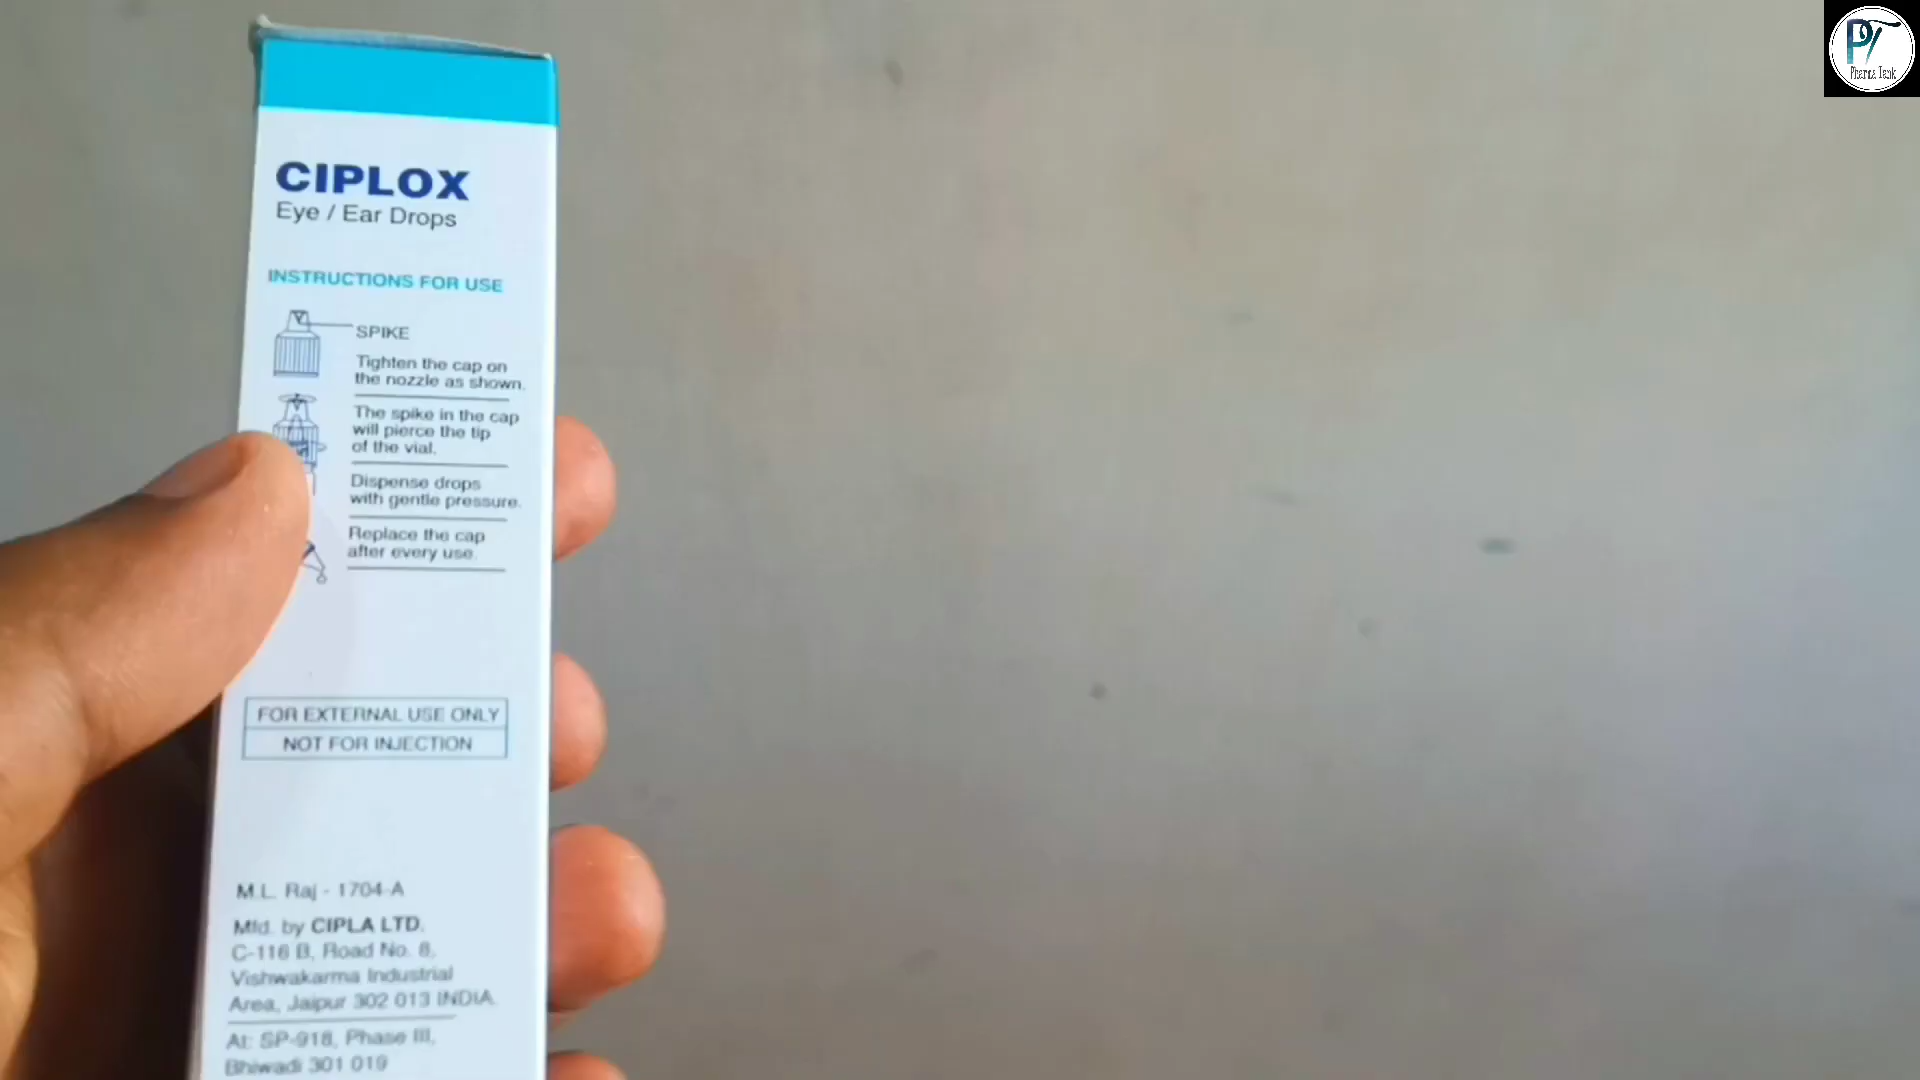 PT
Pharma Tank
CIPLOX
Eye / Ear Drops
INSTRUCTIONS FOR USE
SPIKE
Tighten the cap on
the nozzle as shown.
The spike in the cap
will pierce the tip
of the vial.
Dispense drops
with gentle pressure.
Replace the cap
after every use.
FOR EXTERNAL USE ONLY
NOT FOR INJECTION
M.L. Raj - 1704-A
Mfd. by CIPLA LTD.
C-116 B, Road No. 8,
Vishwakarma Industrial
Area, Jaipur 302 013 INDIA
At: SP-918, Phase III,
Bhiwadi 301 019